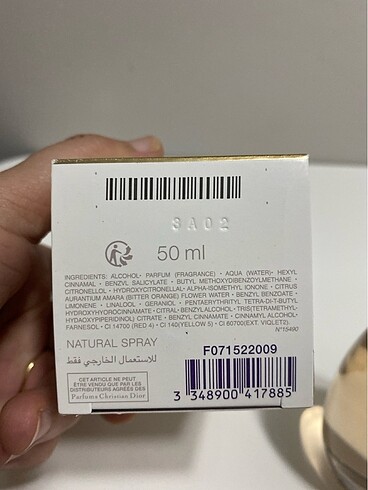 3A02
50 ml
INGREDIENTS: ALCOHOL • PARFUM (FRAGRANCE) • AQUA (WATER) • HEXYL
CINNAMAL • BENZYL SALICYLATE • BUTYL METHOXYDIBENZOYLMETHANE •
CITRONELLOL • HYDROXYCITRONELLAL • ALPHA-ISOMETHYL IONONE • CITRUS
AURANTIUM AMARA (BITTER ORANGE) FLOWER WATER • BENZYL BENZOATE •
LIMONENE • LINALOOL • GERANIOL • PENTAERYTHRITYL TETRA-DI-T-BUTYL
HYDROXYHYDROCINNAMATE • CITRAL • BENZYL ALCOHOL • TRIS(TETRAMETHYL-
HYDROXYPIPERIDINOL) CITRATE • BENZYL CINNAMATE • CINNAMYL ALCOHOL •
FARNESOL • CI 14700 (RED 4) • CI 19140 (YELLOW 5) • CI 60730 (EXT. VIOLET 2).
N°15480
NATURAL SPRAY
للاستعمال الخارجي فقط
F071522009
CET ARTICLE NE PEUT
ÊTRE VENDU QUE PAR LES
DISTRIBUTEURS AGRÉÉS DES
Parfums Christian Dior
3 348900 417885